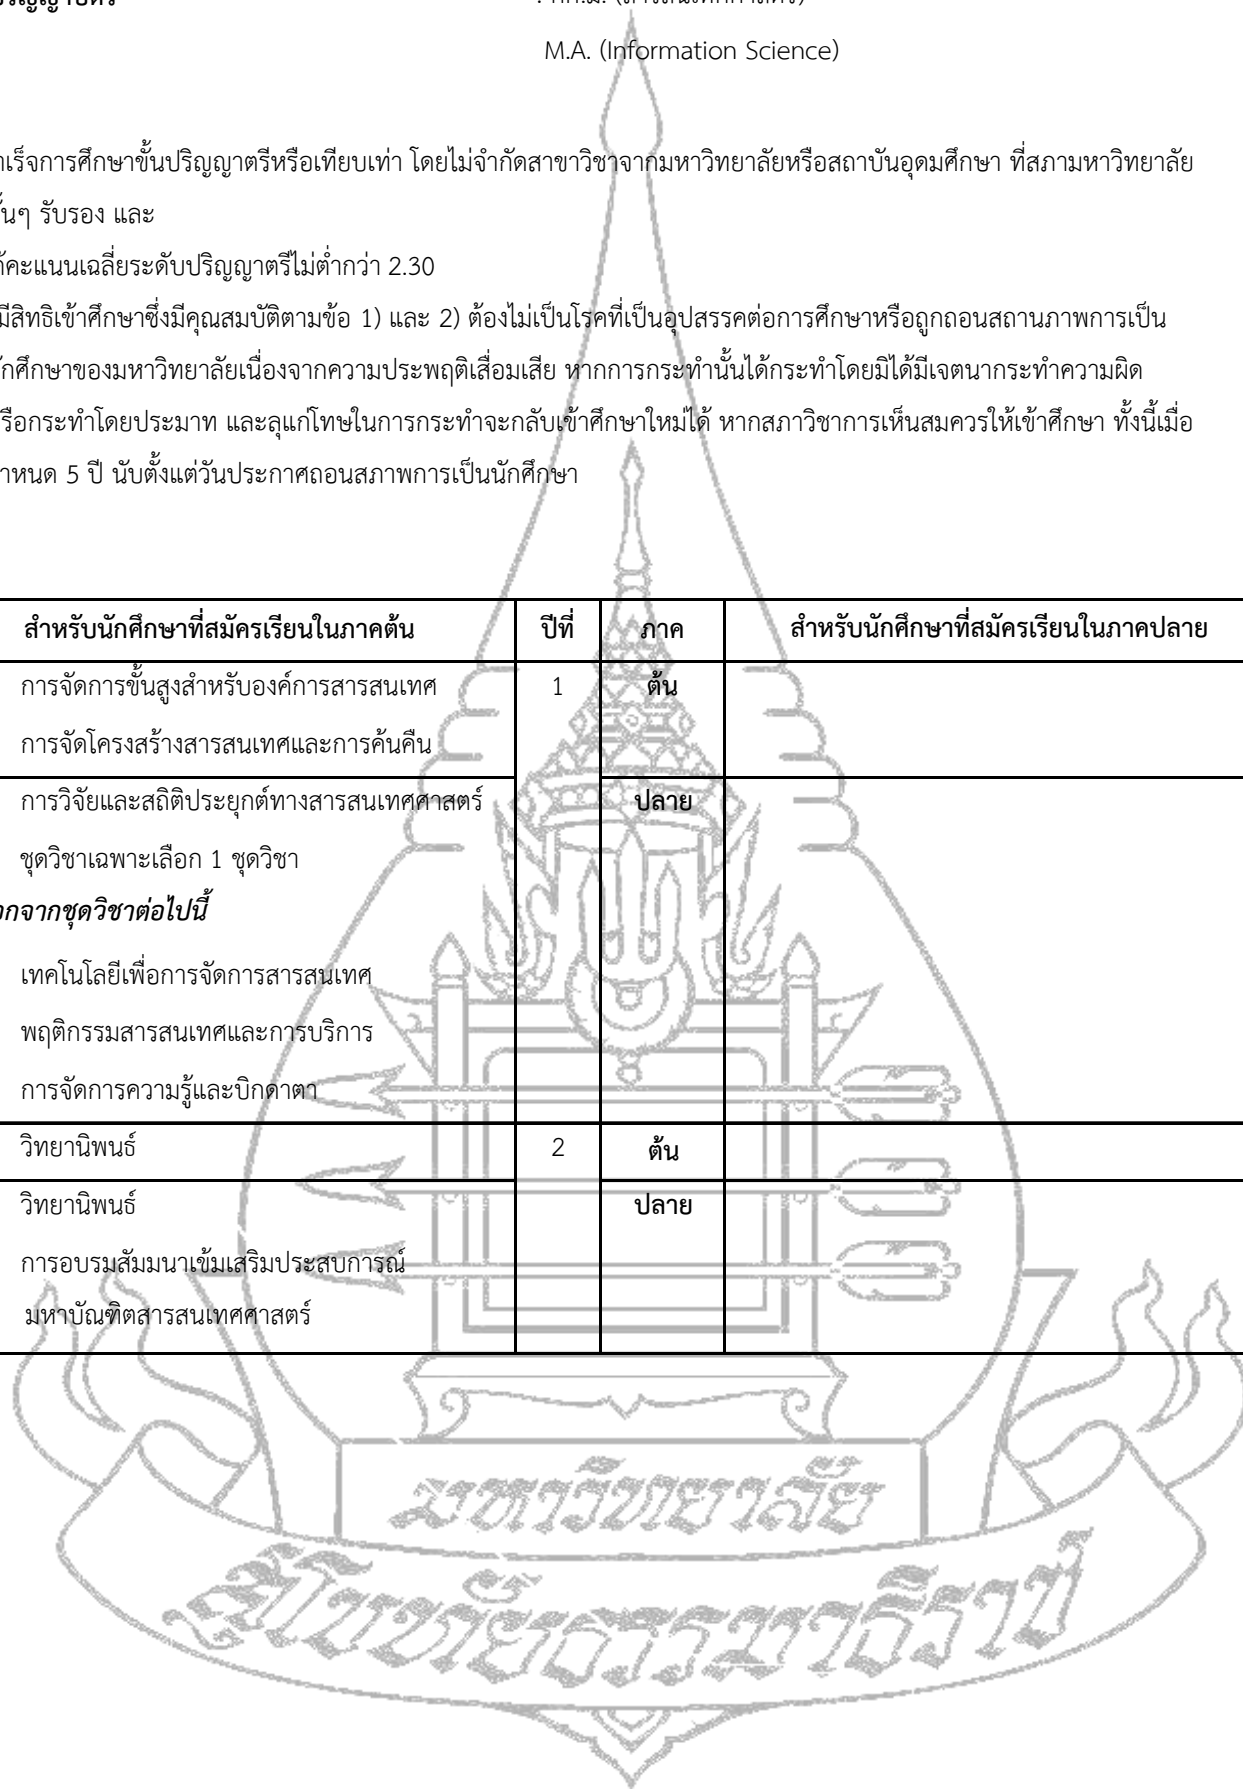 M.A. (Information Science)
เร็จการศึกษาขั้นปริญญาตรีหรือเทียบเท่า โดยไม่จำกัดสาขาวิชาจากมหาวิทยาลัยหรือสถาบันอุดมศึกษา ที่สภามหาวิทยาลัย
นั้นๆ รับรอง และ
คะแนนเฉลี่ยระดับปริญญาตรีไม่ต่ำกว่า 2.30
มีสิทธิเข้าศึกษาซึ่งมีคุณสมบัติตามข้อ 1) และ 2) ต้องไม่เป็นโรคที่เป็นอุปสรรคต่อการศึกษาหรือถูกถอนสถานภาพการเป็น
ักศึกษาของมหาวิทยาลัยเนื่องจากความประพฤติเสื่อมเสีย หากการกระทำนั้นได้กระทำโดยมิได้มีเจตนากระทำความผิด
รือกระทำโดยประมาท และลุแก่โทษในการกระทำจะกลับเข้าศึกษาใหม่ได้ หากสภาวิชาการเห็นสมควรให้เข้าศึกษา ทั้งนี้เมื่อ
ำหนด 5 ปี นับตั้งแต่วันประกาศถอนสภาพการเป็นนักศึกษา
สำหรับนักศึกษาที่สมัครเรียนในภาคต้น ปีที่ ภาค สำหรับนักศึกษาที่สมัครเรียนในภาคปลาย
การจัดการขั้นสูงสำหรับองค์การสารสนเทศ 1 ต้น
การจัดโครงสร้างสารสนเทศและการค้นคืน
การวิจัยและสถิติประยุกต์ทางสารสนเทศศาสตร์ ปลาย
ชุดวิชาเฉพาะเลือก 1 ชุดวิชา
อกจากชุดวิชาต่อไปนี้
เทคโนโลยีเพื่อการจัดการสารสนเทศ
พฤติกรรมสารสนเทศและการบริการ
การจัดการความรู้และบิกดาตา
วิทยานิพนธ์ 2 ต้น
วิทยานิพนธ์ ปลาย
การอบรมสัมมนาเข้มเสริมประสบการณ์
มหาบัณฑิตสารสนเทศศาสตร์
มหาวิทยาลัย
สุโขทัยธรรมาธิราช